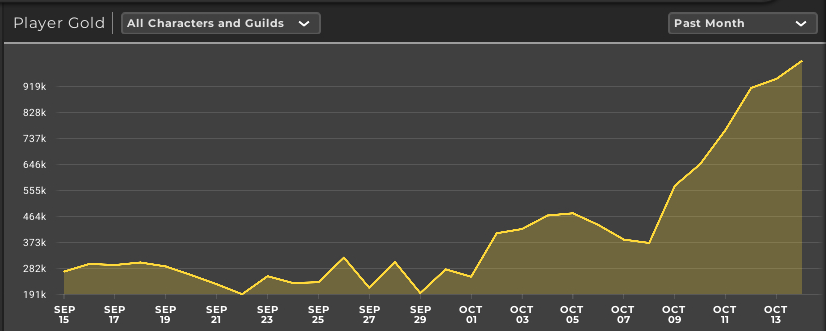 Player Gold
All Characters and Guilds
Past Month
919k
828k
737k
646k
555k
464k
373k
282k
191k
SEP 15
SEP 17
SEP 19
SEP 21
SEP 23
SEP 25
SEP 27
SEP 29
OCT 01
OCT 03
OCT 05
OCT 07
OCT 09
OCT 11
OCT 13